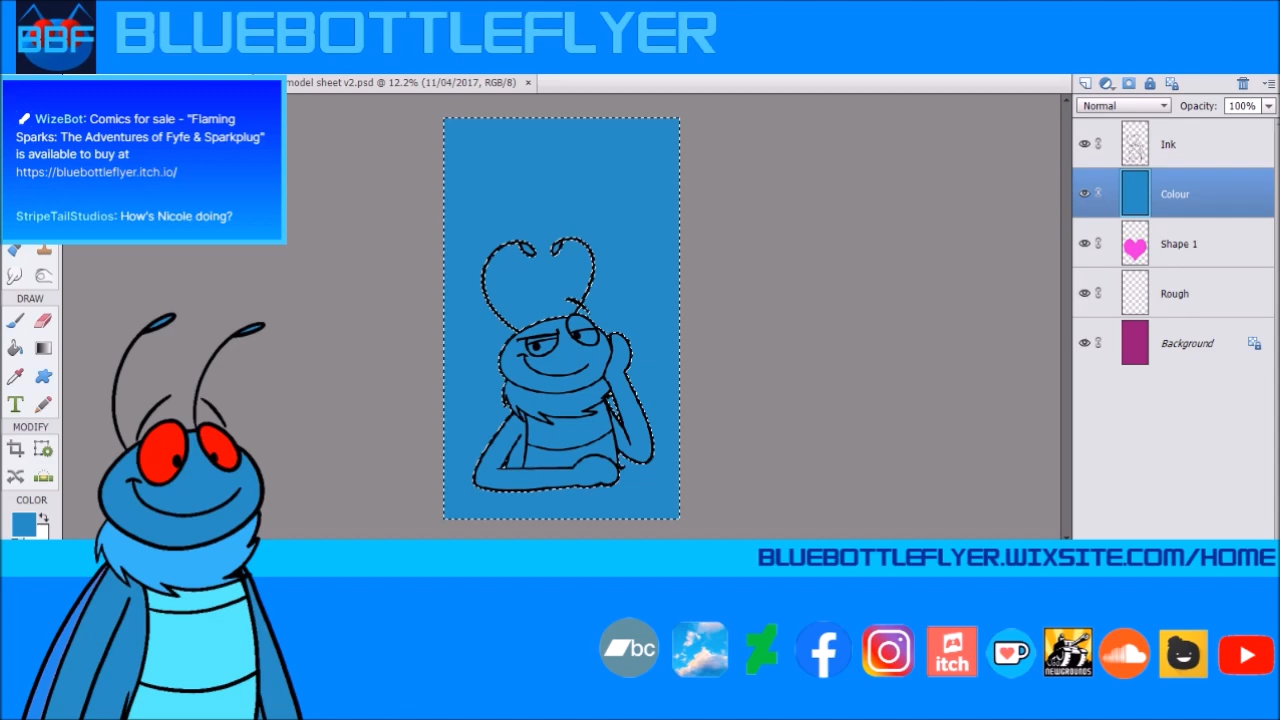 BBF
BLUEBOTTLEFLYER
model sheet v2.psd @ 12.2% (11/04/2017, RGB/8) ×
WizeBot: Comics for sale - "Flaming
Sparks: The Adventures of Fyfe & Sparkplug"
is available to buy at
https://bluebottleflyer.itch.io/
StripeTailStudios: How's Nicole doing?
Normal Opacity: 100%
Ink
Colour
Shape 1
Rough
Background
DRAW
T
MODIFY
COLOR
BLUEBOTTLEFLYER.WIXSITE.COM/HOME
bc
itch
NEWGROUNDS